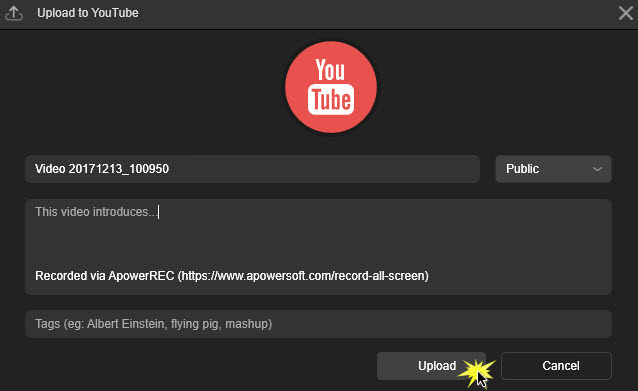 Upload to YouTube
You
Tube
Video 20171213_100950
Public
This video introduces...
Recorded via ApowerREC (https://www.apowersoft.com/record-all-screen)
Tags (eg: Albert Einstein, flying pig, mashup)
Upload
Cancel